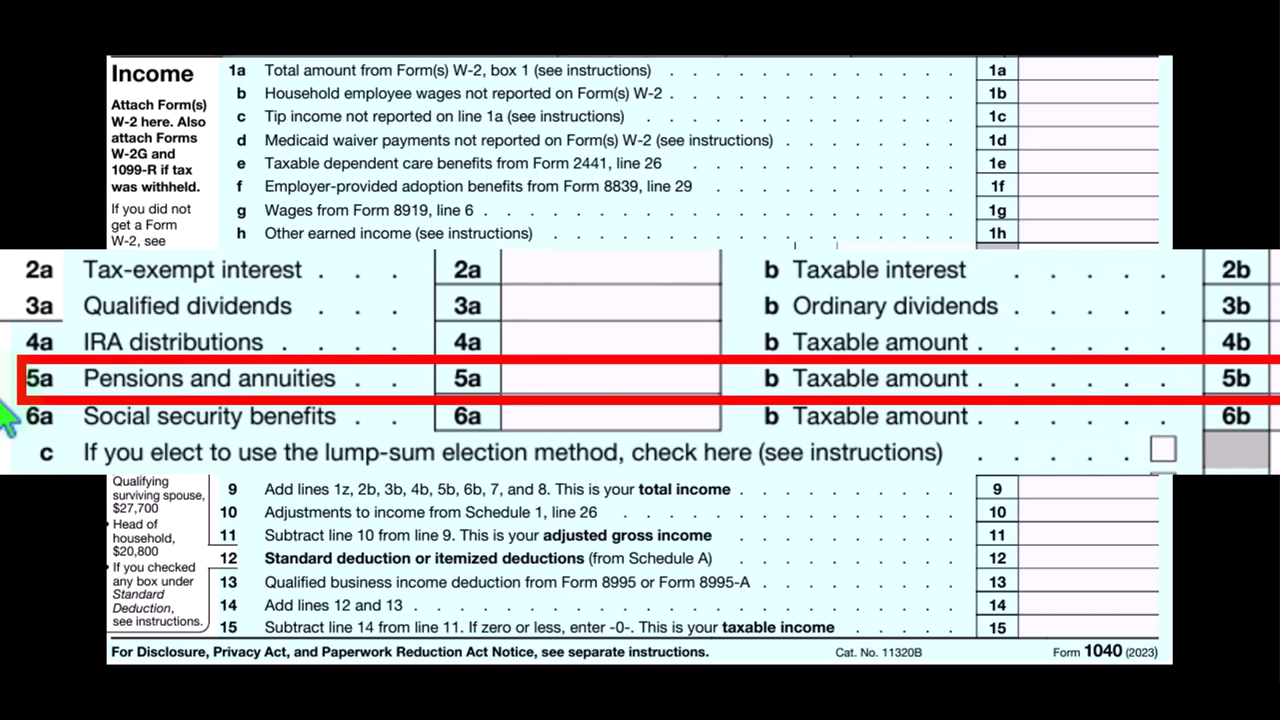 Income
1a Total amount from Form(s) W-2, box 1 (see instructions) . . . . . . . . . . . . . 1a
Attach Form(s)
W-2 here. Also
attach Forms
W-2G and
1099-R if tax
was withheld.
If you did not
get a Form
W-2, see
b Household employee wages not reported on Form(s) W-2 . . . . . . . . . . . . . 1b
c Tip income not reported on line 1a (see instructions) . . . . . . . . . . . . . . 1c
d Medicaid waiver payments not reported on Form(s) W-2 (see instructions) . . . . . . . . 1d
e Taxable dependent care benefits from Form 2441, line 26 . . . . . . . . . . . . 1e
f Employer-provided adoption benefits from Form 8839, line 29 . . . . . . . . . . . 1f
g Wages from Form 8919, line 6 . . . . . . . . . . . . . . . . . . . . . 1g
h Other earned income (see instructions) . . . . . . . . . . . . . . . . . . 1h
2a Tax-exempt interest . . . 2a b Taxable interest . . . . . 2b
3a Qualified dividends . . 3a b Ordinary dividends . . . . . 3b
4a IRA distributions . . . . 4a b Taxable amount . . . . . . 4b
5a Pensions and annuities . . 5a b Taxable amount . . . . . . 5b
6a Social security benefits . . 6a b Taxable amount . . . . . . 6b
c If you elect to use the lump-sum election method, check here (see instructions) . . . . .
Qualifying
surviving spouse,
$27,700
• Head of
household,
$20,800
• If you checked
any box under
Standard
Deduction,
see instructions.
9 Add lines 1z, 2b, 3b, 4b, 5b, 6b, 7, and 8. This is your total income . . . . . . . . . . 9
10 Adjustments to income from Schedule 1, line 26 . . . . . . . . . . . . . . . 10
11 Subtract line 10 from line 9. This is your adjusted gross income . . . . . . . . . . . 11
12 Standard deduction or itemized deductions (from Schedule A) . . . . . . . . . . . 12
13 Qualified business income deduction from Form 8995 or Form 8995-A . . . . . . . . . 13
14 Add lines 12 and 13 . . . . . . . . . . . . . . . . . . . . . . . . 14
15 Subtract line 14 from line 11. If zero or less, enter -0-. This is your taxable income . . . . . 15
For Disclosure, Privacy Act, and Paperwork Reduction Act Notice, see separate instructions. Cat. No. 11320B Form 1040 (2023)